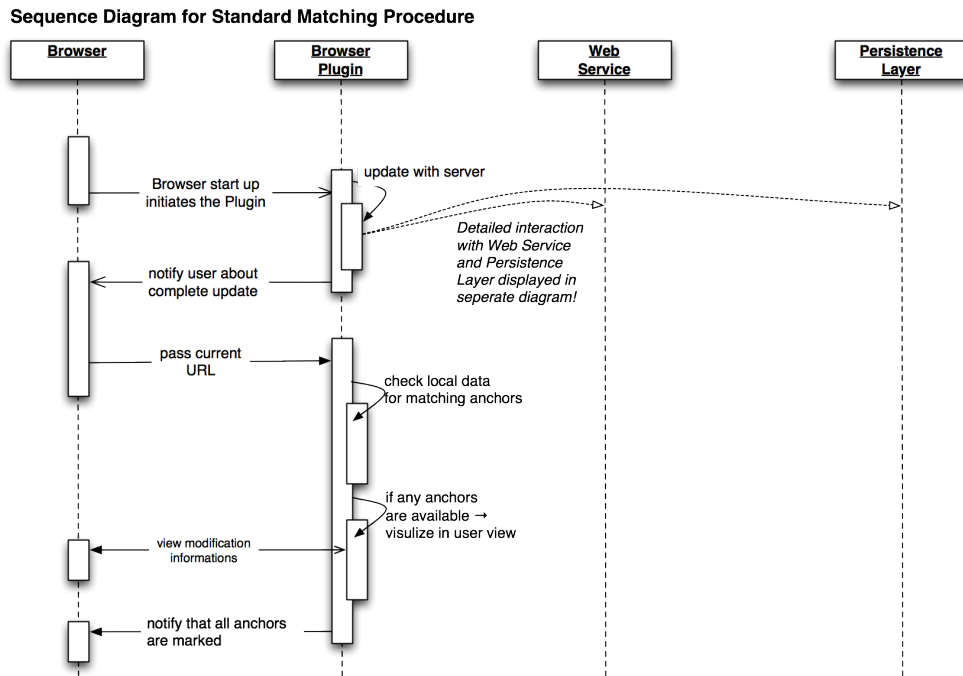 Sequence Diagram for Standard Matching Procedure
Browser
Browser
Plugin
Web
Service
Persistence
Layer
update with server
Browser start up
initiates the Plugin
Detailed interaction
with Web Service
and Persistence
Layer displayed in
seperate diagram!
notify user about
complete update
pass current
URL
check local data
for matching anchors
if any anchors
are available →
visulize in user view
view modification
informations
notify that all anchors
are marked